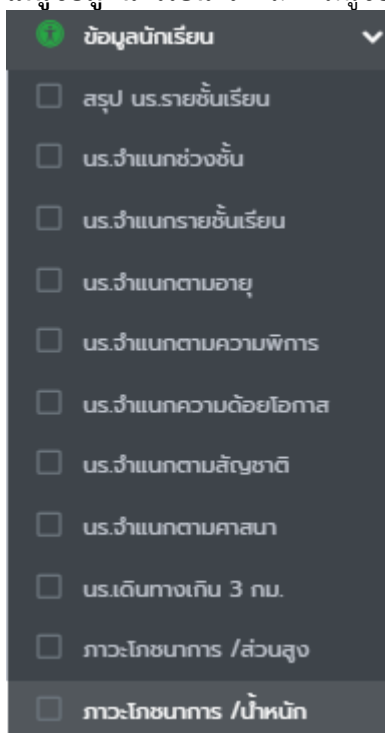 ข้อมูลนักเรียน
สรุป นร.รายชั้นเรียน
นร.จำแนกช่วงชั้น
นร.จำแนกรายชั้นเรียน
นร.จำแนกตามอายุ
นร.จำแนกตามความพิการ
นร.จำแนกความด้อยโอกาส
นร.จำแนกตามสัญชาติ
นร.จำแนกตามศาสนา
นร.เดินทางเกิน 3 กม.
ภาวะโภชนาการ /ส่วนสูง
ภาวะโภชนาการ /น้ำหนัก